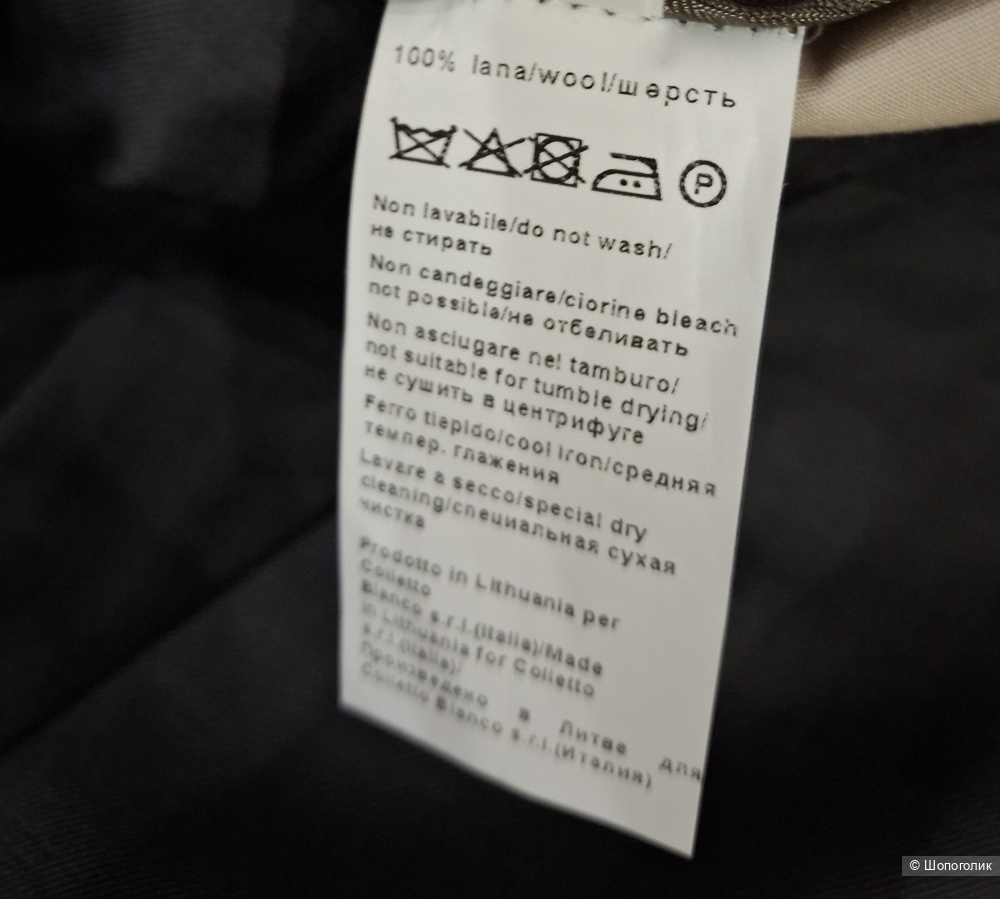 100% lana/wool/шерсть
P
Non lavabile/do not wash/
не стирать
Non candeggiare/ciorine bleach
not possible/не отбеливать
Non asciugare nel tamburo/
not suitable for tumble drying/
не сушить в центрифуге
Ferro tiepido/cool iron/средняя
темпер. глажения
Lavare a secco/special dry
cleaning/специальная сухая
чистка
Prodotto in Lithuania per
Colletto
Bianco s.r.l.(Italia)/Made
in Lithuania for Colletto
s.r.l.(Italia)/
Произведено в Литве для
Colletto Bianco s.r.l.(Италия)
© Шопоголик